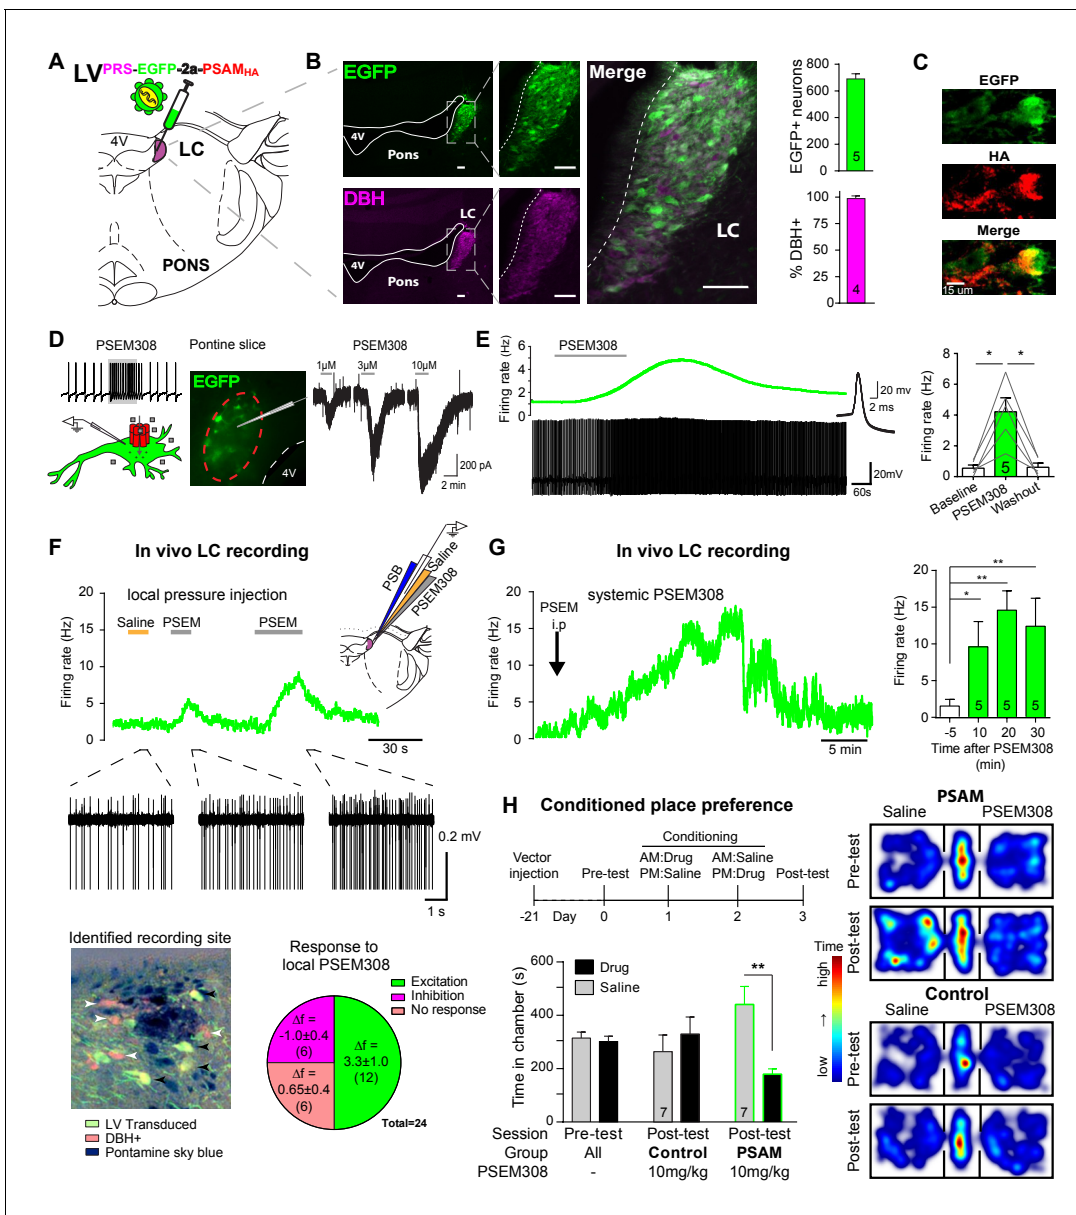 A
LVPRS-EGFP-2a-PSAMHA
4V
LC
PONS
B
EGFP
4V
Pons
DBH
LC
4V
Pons
Merge
LC
EGFP+ neurons
800
600
400
200
0
5
% DBH+
100
75
50
25
0
4
C
EGFP
HA
Merge
15 um
D
PSEM308
Pontine slice
EGFP
4V
PSEM308
1µM
3µM
10µM
200 pA
2 min
E
Firing rate (Hz)
6
4
2
0
PSEM308
20 mv
2 ms
20mV
60s
Firing rate (Hz)
8
6
4
2
0
*
*
5
Baseline
PSEM308
Washout
F
In vivo LC recording
Firing rate (Hz)
20
15
10
5
0
local pressure injection
Saline
PSEM
PSEM
30 s
PSB
Saline
PSEM308
0.2 mV
1 s
Identified recording site
LV Transduced
DBH+
Pontamine sky blue
Response to
local PSEM308
Excitation
Inhibition
No response
Δf =
-1.0±0.4
(6)
Δf =
3.3±1.0
(12)
Δf =
0.65±0.4
(6)
Total=24
G
In vivo LC recording
Firing rate (Hz)
20
15
10
5
0
PSEM
i.p
systemic PSEM308
5 min
Firing rate (Hz)
20
15
10
5
0
**
**
*
5
5
5
-5
10
20
30
Time after PSEM308
(min)
H
Conditioned place preference
Conditioning
Vector
injection
Pre-test
AM:Drug
PM:Saline
AM:Saline
PM:Drug
Post-test
-21
Day
0
1
2
3
Time in chamber (s)
600
400
200
0
Drug
Saline
**
7
7
Session
Pre-test
Post-test
Post-test
Group
All
Control
PSAM
PSEM308
-
10mg/kg
10mg/kg
Time
high
→
low
PSAM
Saline
PSEM308
Pre-test
Post-test
Control
Saline
PSEM308
Pre-test
Post-test